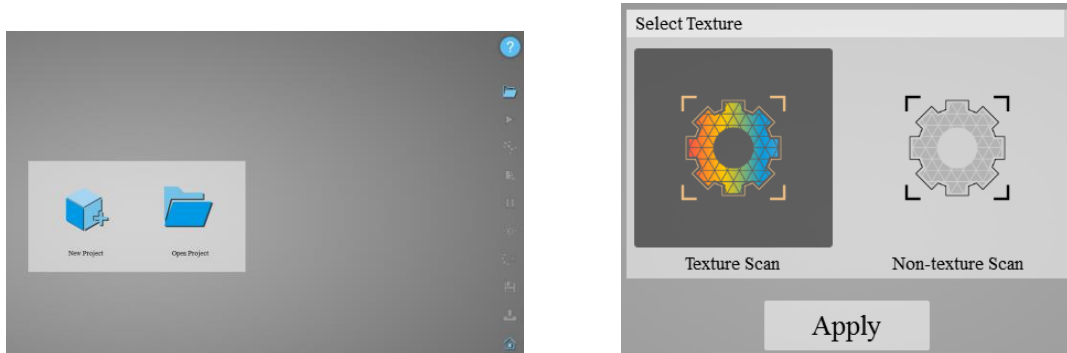 ?
New Project
Open Project
Select Texture
Texture Scan
Non-texture Scan
Apply